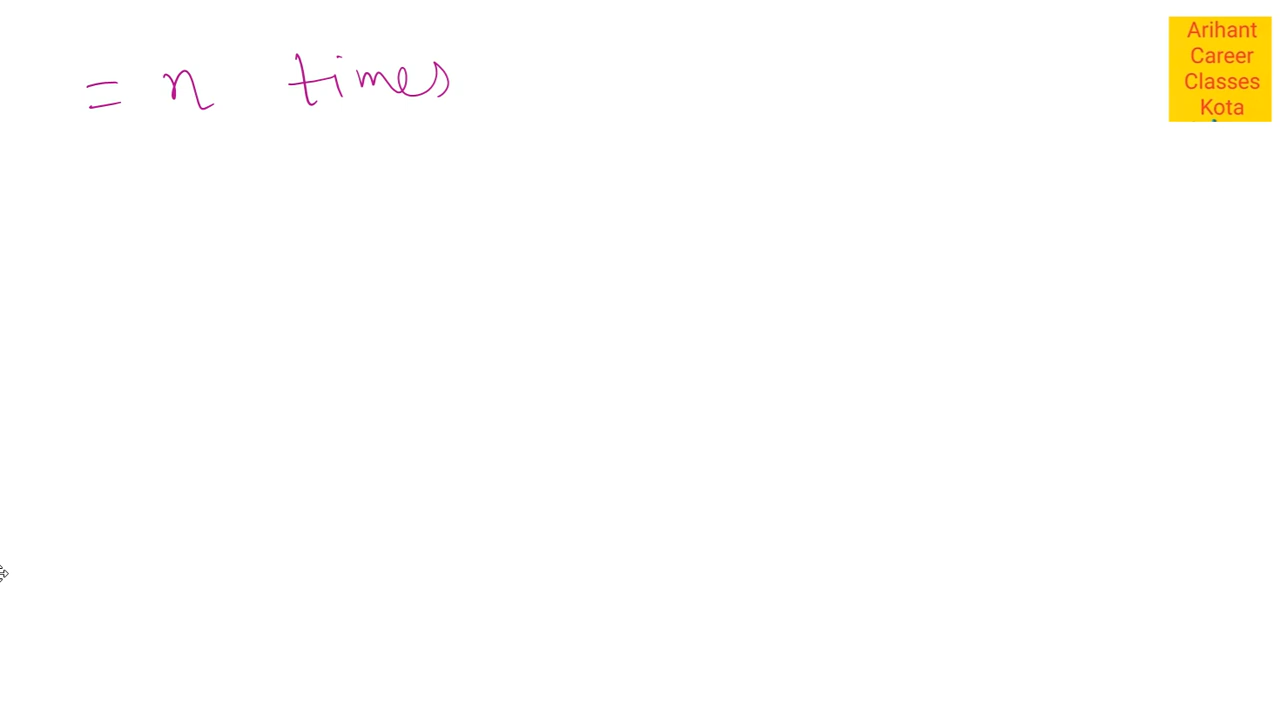 = n times
Arihant
Career
Classes
Kota